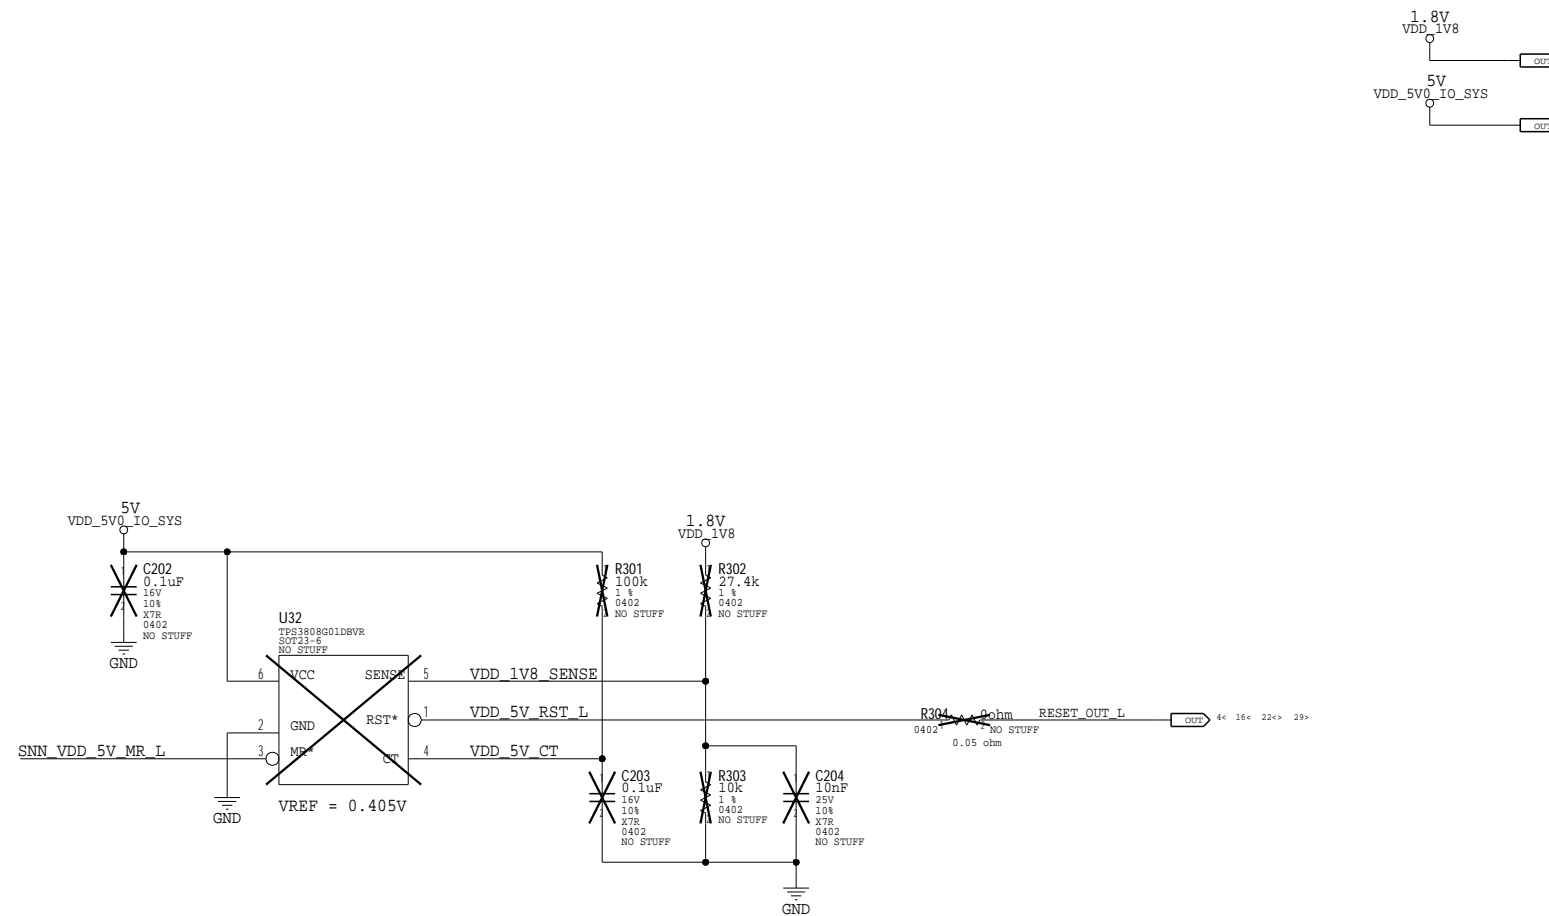 1.8V
VDD_1V8
OUT
5V
VDD_5V0_IO_SYS
OUT
5V
VDD_5V0_IO_SYS
1.8V
VDD_1V8
C202
0.1uF
16V
10%
X7R
0402
NO STUFF
GND
R301
100k
1 %
0402
NO STUFF
R302
27.4k
1 %
0402
NO STUFF
U32
TPS3808G01DBVR
SOT23-6
NO STUFF
6 VCC SENSE 5 VDD_1V8_SENSE
2 GND RST* 1 VDD_5V_RST_L
SNN_VDD_5V_MR_L 3 MR* CT 4 VDD_5V_CT
R304 0ohm
0402 NO STUFF
0.05 ohm
RESET_OUT_L
OUT 4< 16< 22<> 29>
GND
VREF = 0.405V
C203
0.1uF
16V
10%
X7R
0402
NO STUFF
R303
10k
1 %
0402
NO STUFF
C204
10nF
25V
10%
X7R
0402
NO STUFF
GND